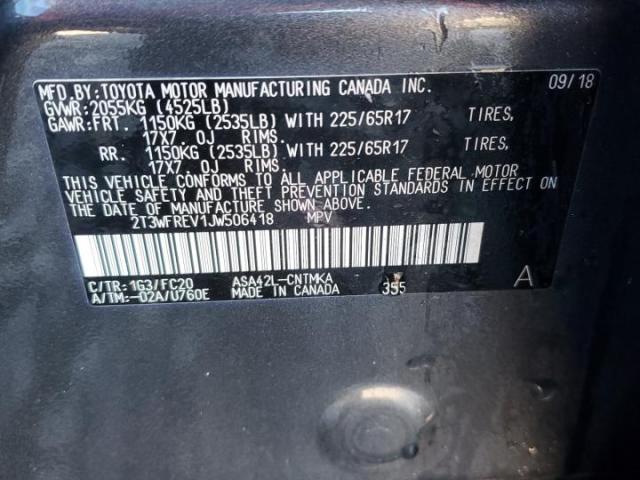 MFD.BY:TOYOTA MOTOR MANUFACTURING CANADA INC. 09/18
GVWR:2055KG (4525LB)
GAWR:FRT. 1150KG (2535LB) WITH 225/65R17 TIRES,
17X7 0J RIMS
RR. 1150KG (2535LB) WITH 225/65R17 TIRES,
17X7 0J RIMS.
THIS VEHICLE CONFORMS TO ALL APPLICABLE FEDERAL MOTOR
VEHICLE SAFETY AND THEFT PREVENTION STANDARDS IN EFFECT ON
THE DATE OF MANUFACTURE SHOWN ABOVE.
2T3WFREV1JW506418 MPV
C/TR:1G3/FC20 ASA42L-CNTMKA
A/TM:-02A/U760E MADE IN CANADA 355 A